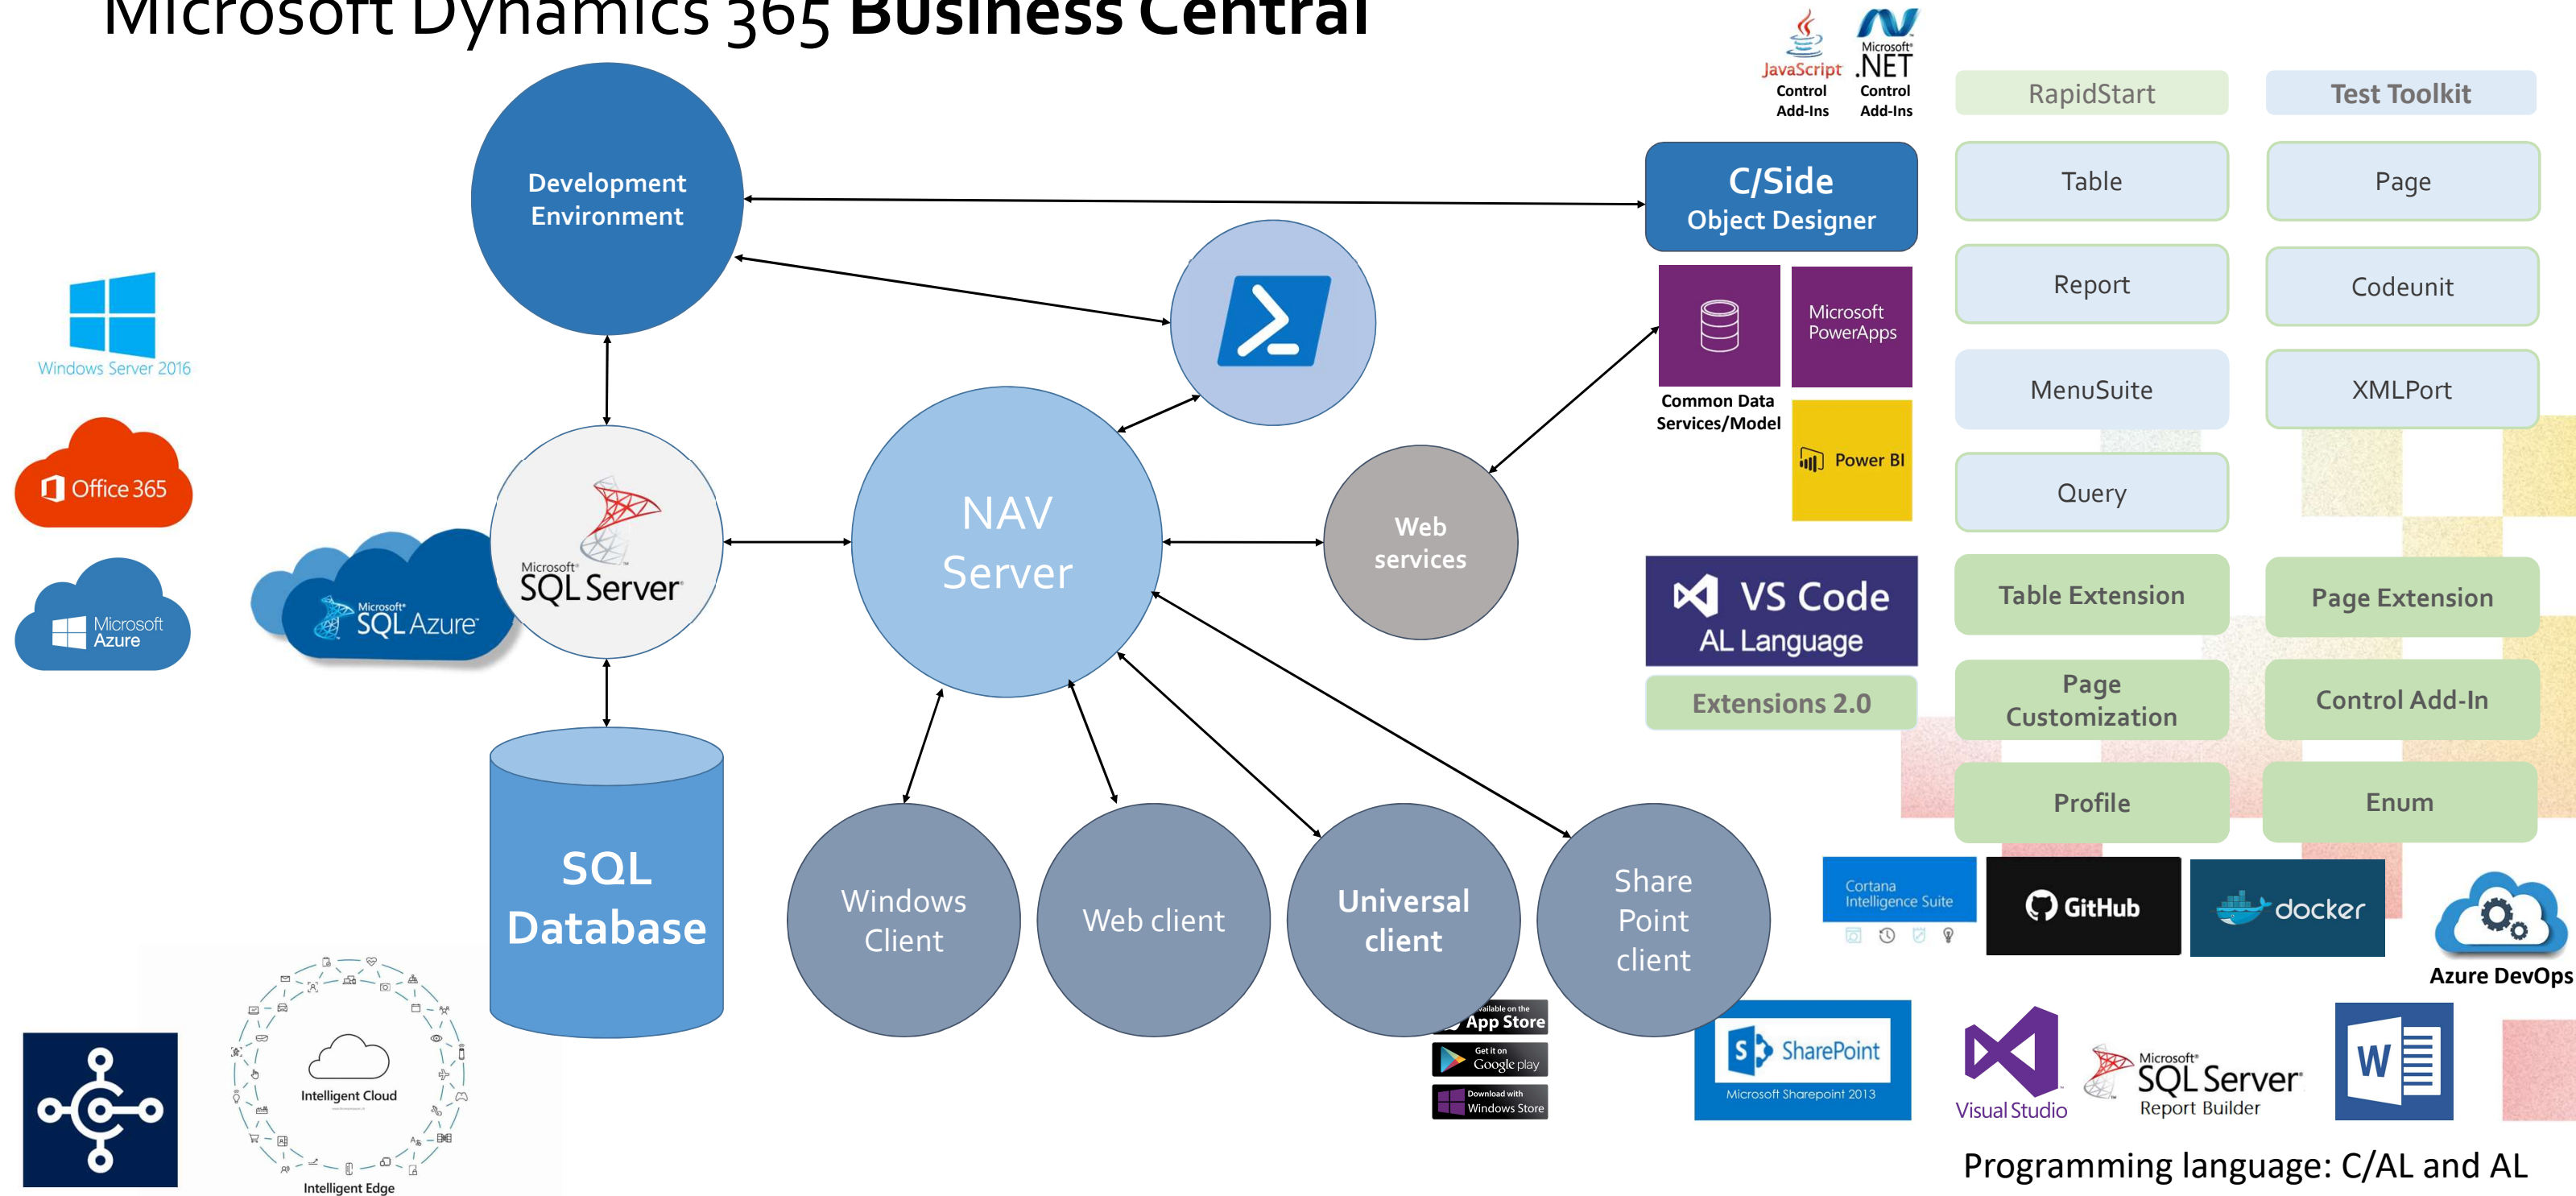 Microsoft Dynamics 365 Business Central
JavaScript
Control
Add-Ins
Microsoft®
.NET
Control
Add-Ins
RapidStart
Test Toolkit
Development
Environment
C/Side
Object Designer
Table
Page
Report
Codeunit
MenuSuite
XMLPort
Query
Windows Server 2016
Office 365
Microsoft
Azure
Microsoft®
SQL Azure™
Microsoft®
SQL Server®
NAV
Server
Web
services
Common Data
Services/Model
Microsoft
PowerApps
Power BI
VS Code
AL Language
Extensions 2.0
Table Extension
Page Extension
Page
Customization
Control Add-In
Profile
Enum
SQL
Database
Windows
Client
Web client
Universal
client
Share
Point
client
App Store
Get it on
Google play
Download with
Windows Store
S
SharePoint
Microsoft Sharepoint 2013
Cortana
Intelligence Suite
GitHub
docker
Azure DevOps
Visual Studio
Microsoft®
SQL Server®
Report Builder
W
Intelligent Cloud
Intelligent Edge
Programming language: C/AL and AL